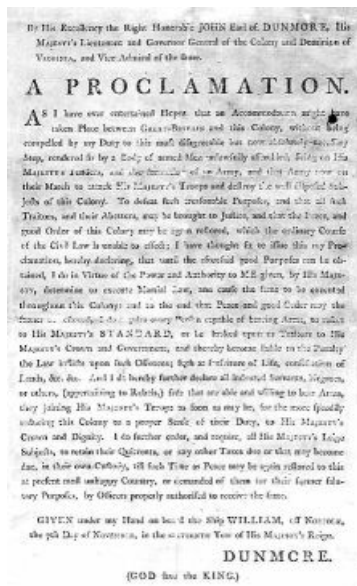 By His Excellency the Right Honorable JOHN Earl of DUNMORE, His
MAJESTY's Lieutenant and Governor General of the Colony and Dominion of
VIRGINIA, and Vice Admiral of the same.
A PROCLAMATION.
AS I have ever entertained Hopes, that an Accommodation might have
taken Place between GREAT-BRITAIN and this Colony, without being
compelled by my Duty to this most disagreeable but now absolutely necessary
Step, rendered so by a Body of armed Men unlawfully assembled, firing on His
MAJESTY's Tenders, and the formation of an Army, and that Army now on
their March to attack His MAJESTY's Troops and destroy the well disposed Sub-
jects of this Colony. To defeat such treasonable Purposes, and that all such
Traitors, and their Abettors, may be brought to Justice, and that the Peace, and
good Order of this Colony may be again restored, which the ordinary Course
of the Civil Law is unable to effect; I have thought fit to issue this my Pro-
clamation, hereby declaring, that until the aforesaid good Purposes can be ob-
tained, I do in Virtue of the Power and Authority to ME given, by His MAJE-
STY, determine to execute Martial Law, and cause the same to be executed
throughout this Colony: and to the end that Peace and good Order may the
sooner be restored, I do require every Person capable of bearing Arms, to resort
to His MAJESTY's STANDARD, or be looked upon as Traitors to His
MAJESTY's Crown and Government, and thereby become liable to the Penalty
the Law inflicts upon such Offences; such as forfeiture of Life, confiscation of
Lands, &c. &c. And I do hereby further declare all indented Servants, Negroes,
or others, (appertaining to Rebels,) free that are able and willing to bear Arms,
they joining His MAJESTY's Troops as soon as may be, for the more speedily
reducing this Colony to a proper Sense of their Duty, to His MAJESTY's
Crown and Dignity. I do further order, and require, all His MAJESTY's Liege
Subjects, to retain their Quitrents, or any other Taxes due or that may become
due, in their own Custody, till such Time as Peace may be again restored to this
at present most unhappy Country, or demanded of them for their former salu-
tary Purposes, by Officers properly authorised to receive the same.
GIVEN under my Hand on board the Ship WILLIAM, off NORFOLK,
the 7th Day of NOVEMBER, in the SIXTEENTH Year of His MAJESTY's Reign.
DUNMORE.
(GOD save the KING.)